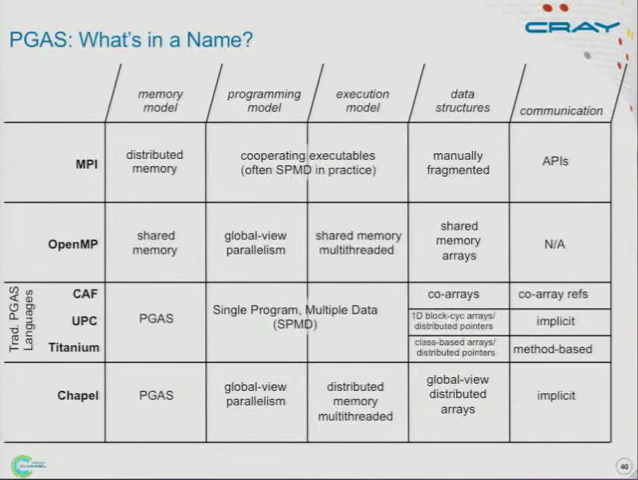 CRAY
PGAS: What's in a Name?
memory
model
programming
model
execution
model
data
structures
communication
MPI
distributed
memory
cooperating executables
(often SPMD in practice)
manually
fragmented
APIs
OpenMP
shared
memory
global-view
parallelism
shared memory
multithreaded
shared
memory
arrays
N/A
Trad. PGAS
Languages
CAF
UPC
Titanium
PGAS
Single Program, Multiple Data
(SPMD)
co-arrays
co-array refs
1D block-cyc arrays/
distributed pointers
implicit
class-based arrays/
distributed pointers
method-based
Chapel
PGAS
global-view
parallelism
distributed
memory
multithreaded
global-view
distributed
arrays
implicit
CHAPEL
40